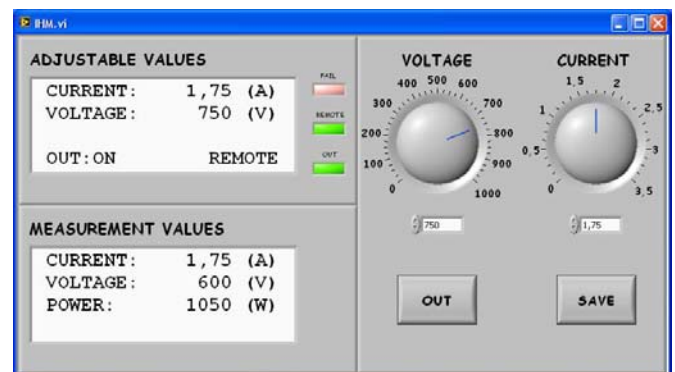 IHM.vi
ADJUSTABLE VALUES
CURRENT: 1,75 (A)
VOLTAGE: 750 (V)
OUT:ON REMOTE
FAIL
REMOTE
OUT
MEASUREMENT VALUES
CURRENT: 1,75 (A)
VOLTAGE: 600 (V)
POWER: 1050 (W)
VOLTAGE
0 100 200 300 400 500 600 700 800 900 1000
750
OUT
CURRENT
0 0,5 1 1,5 2 2,5 3 3,5
1,75
SAVE